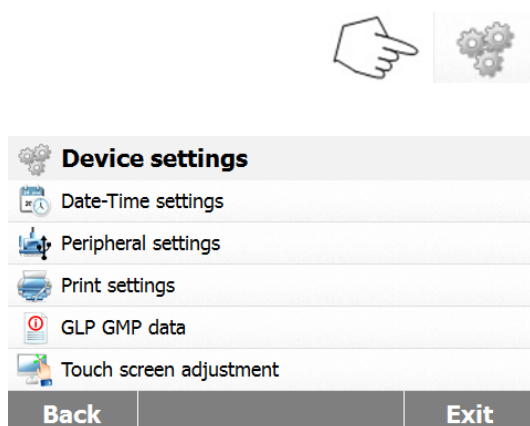 Device settings
Date-Time settings
Peripheral settings
Print settings
GLP GMP data
Touch screen adjustment
Back Exit